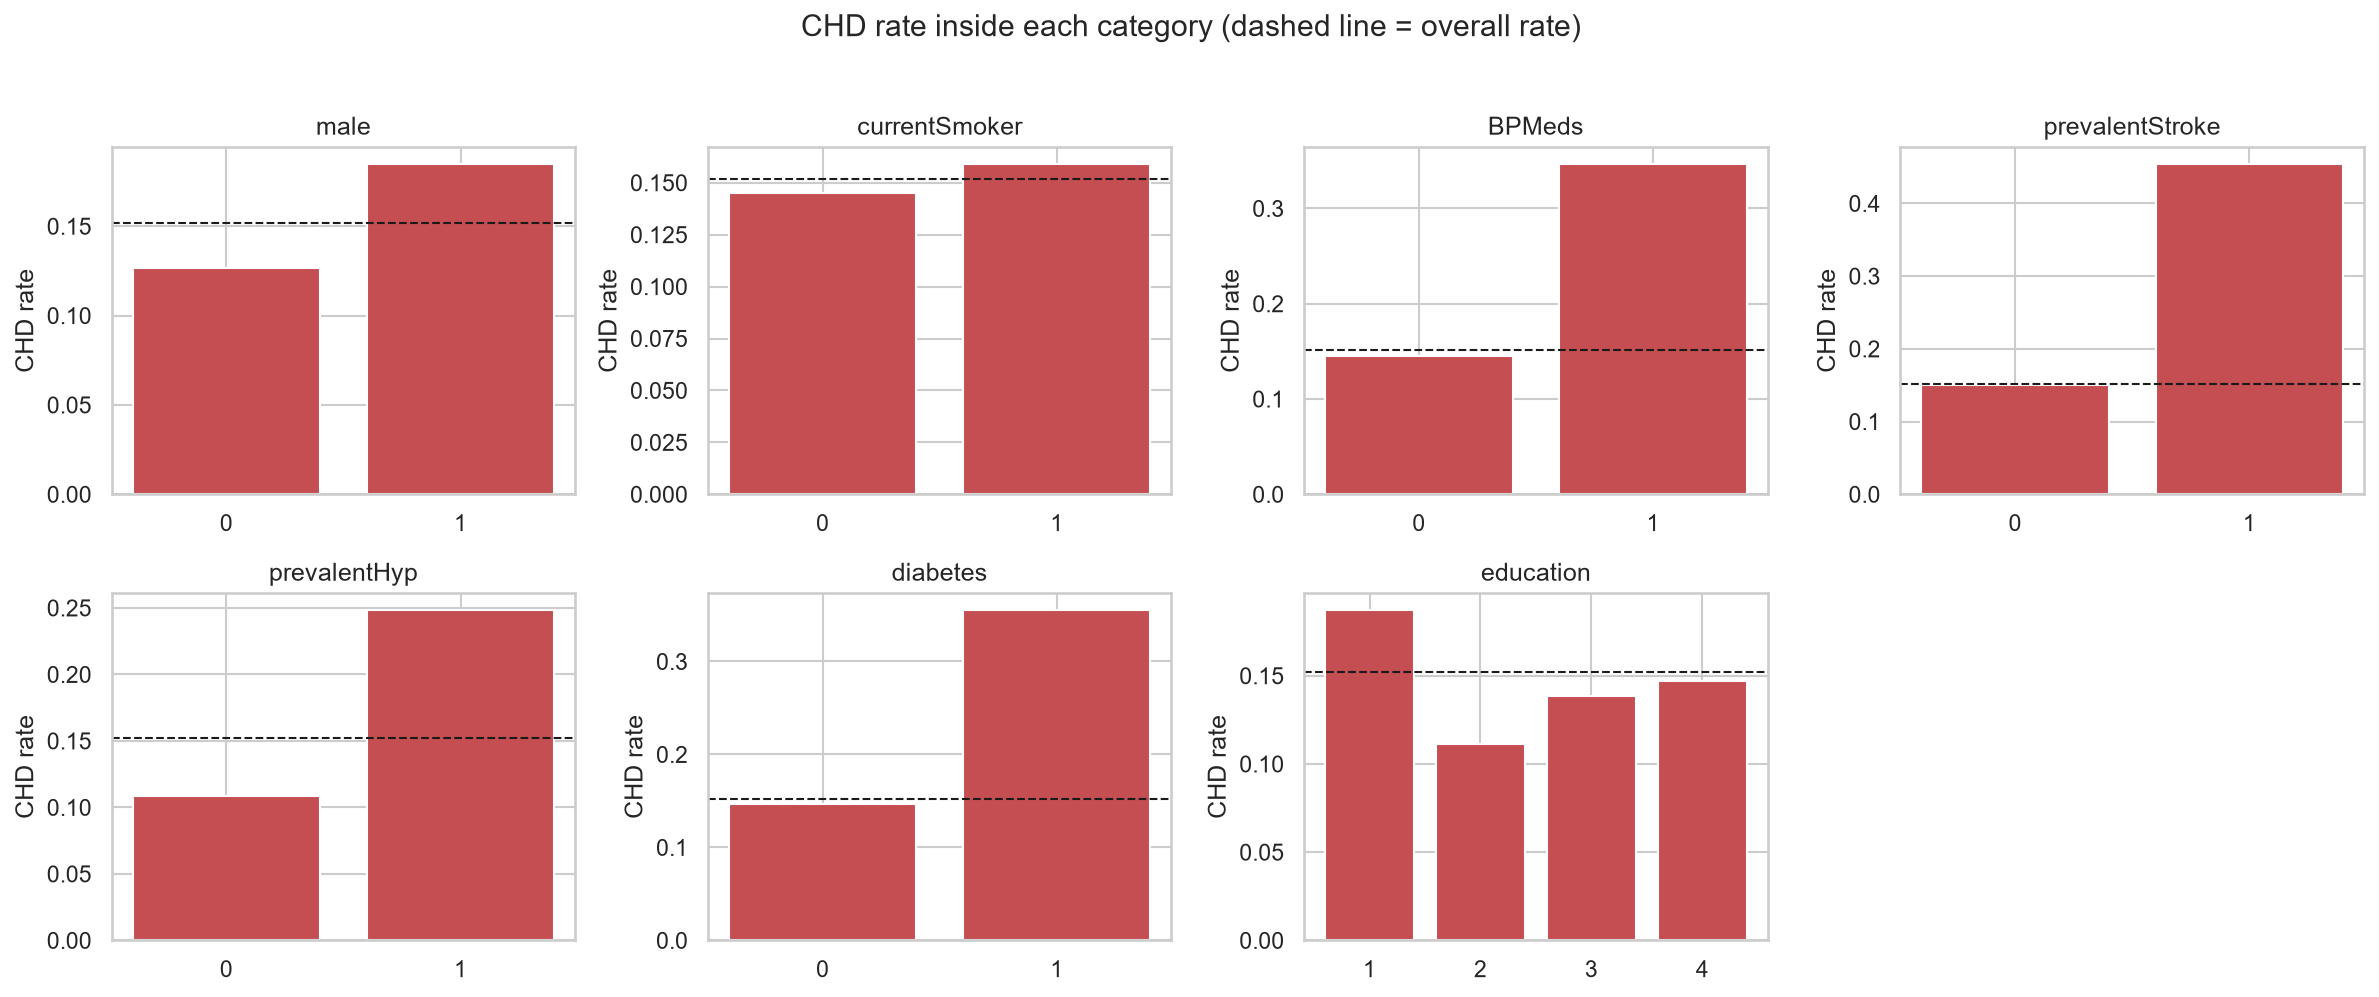 CHD rate inside each category (dashed line = overall rate)
male
CHD rate
0.15
0.10
0.05
0.00
0 1
currentSmoker
CHD rate
0.150
0.125
0.100
0.075
0.050
0.025
0.000
0 1
BPMeds
CHD rate
0.3
0.2
0.1
0.0
0 1
prevalentStroke
CHD rate
0.4
0.3
0.2
0.1
0.0
0 1
prevalentHyp
CHD rate
0.25
0.20
0.15
0.10
0.05
0.00
0 1
diabetes
CHD rate
0.3
0.2
0.1
0.0
0 1
education
CHD rate
0.15
0.10
0.05
0.00
1 2 3 4